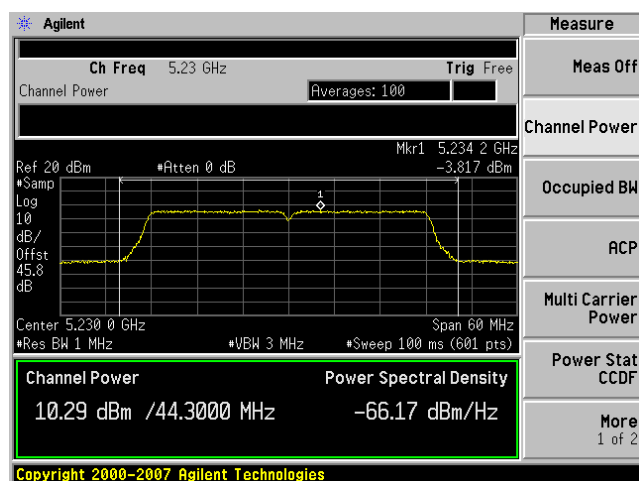 Agilent
Measure
Ch Freq 5.23 GHz Trig Free
Channel Power Averages: 100
Meas Off
Channel Power
Occupied BW
ACP
Multi Carrier
Power
Power Stat
CCDF
More
1 of 2
Mkr1 5.234 2 GHz
Ref 20 dBm #Atten 0 dB -3.817 dBm
#Samp
Log
10
dB/
Offst
45.8
dB
1
Center 5.230 0 GHz Span 60 MHz
#Res BW 1 MHz #VBW 3 MHz #Sweep 100 ms (601 pts)
Channel Power Power Spectral Density
10.29 dBm /44.3000 MHz -66.17 dBm/Hz
Copyright 2000-2007 Agilent Technologies